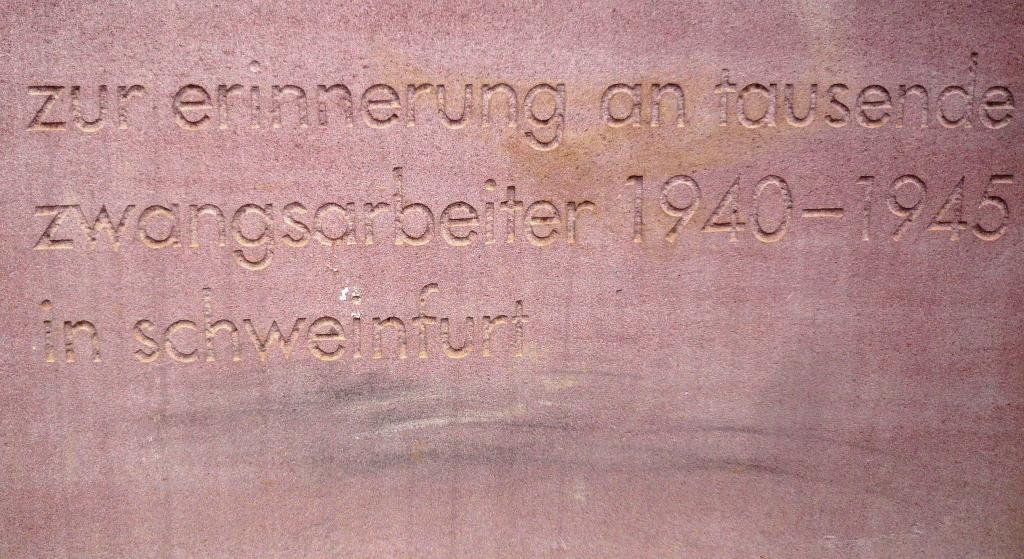 zur erinnerung an tausende
zwangsarbeiter 1940–1945
in schweinfurt